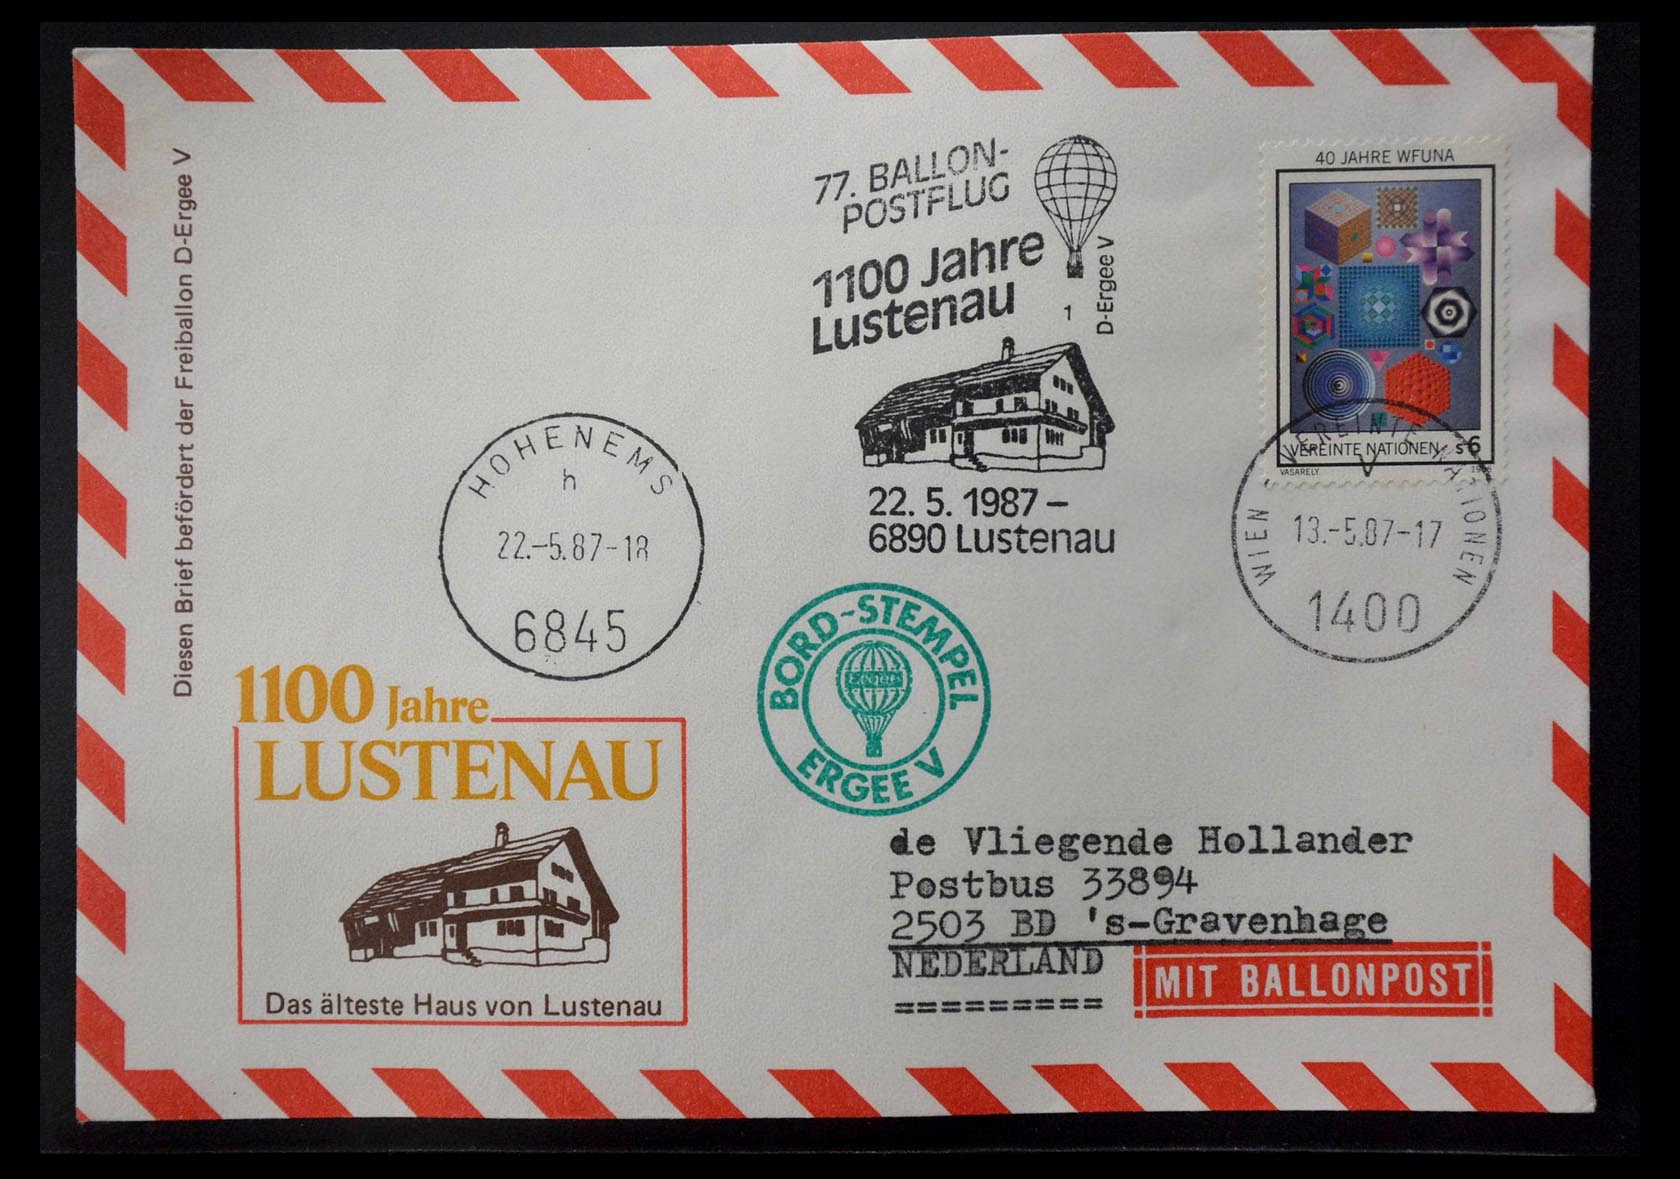 Diesen Brief befördert der Freiballon D-Ergee V
77. BALLON-
POSTFLUG
1100 Jahre
Lustenau
1
D-Ergee V
22. 5. 1987 –
6890 Lustenau
40 JAHRE WFUNA
VEREINTE NATIONEN s6
VASARELY
WIEN – VEREINTE NATIONEN
13.-5.87-17
1400
HOHENEMS
h
22.-5.87-18
6845
1100 Jahre
LUSTENAU
Das älteste Haus von Lustenau
BORD-STEMPEL
Ergee
ERGEE V
de Vliegende Hollander
Postbus 33894
2503 BD 's-Gravenhage
NEDERLAND
=========
MIT BALLONPOST